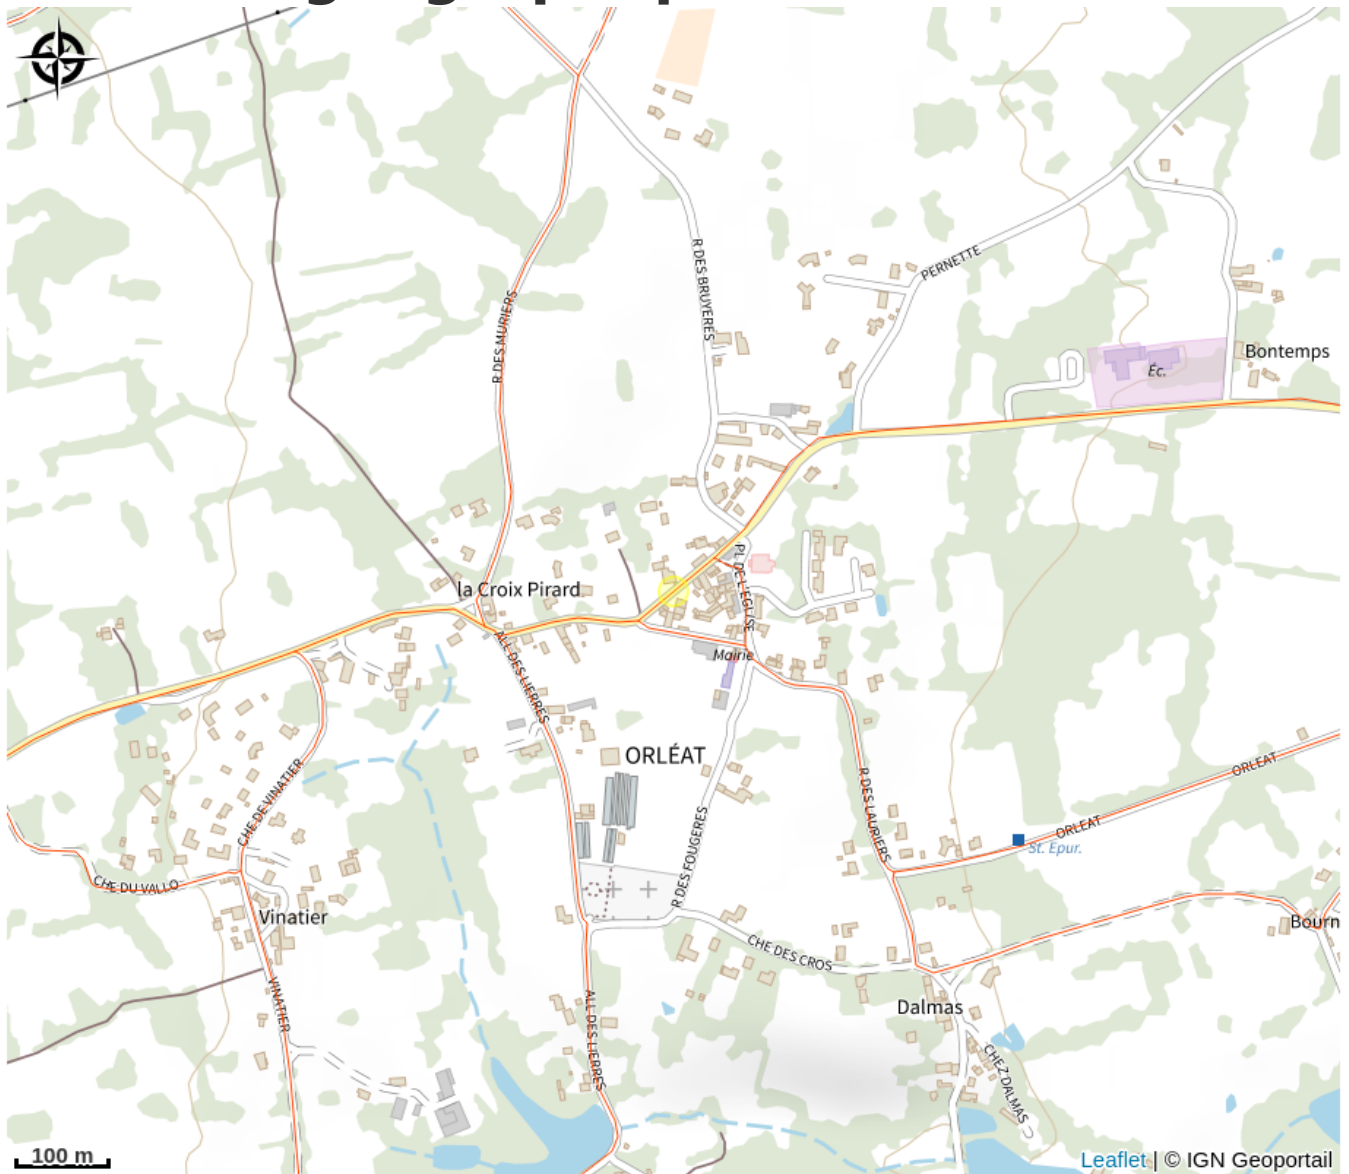 R DES BRUYERES
PERNETTE
R DES MURIERS
Bontemps
Éc.
PL DE L'EGLISE
la Croix Pirard
ALL DES LIERRES
Mairie
ORLÉAT
CHE DE VINATIER
R DES LAURIERS
ORLEAT
ORLEAT
St. Epur.
R DES FOUGERES
CHE DU VALLO
Vinatier
Bourn
CHE DES CROS
VINATIER
Dalmas
ALL DES LIERRES
CHEZ DALMAS
100 m
Leaflet | © IGN Geoportail